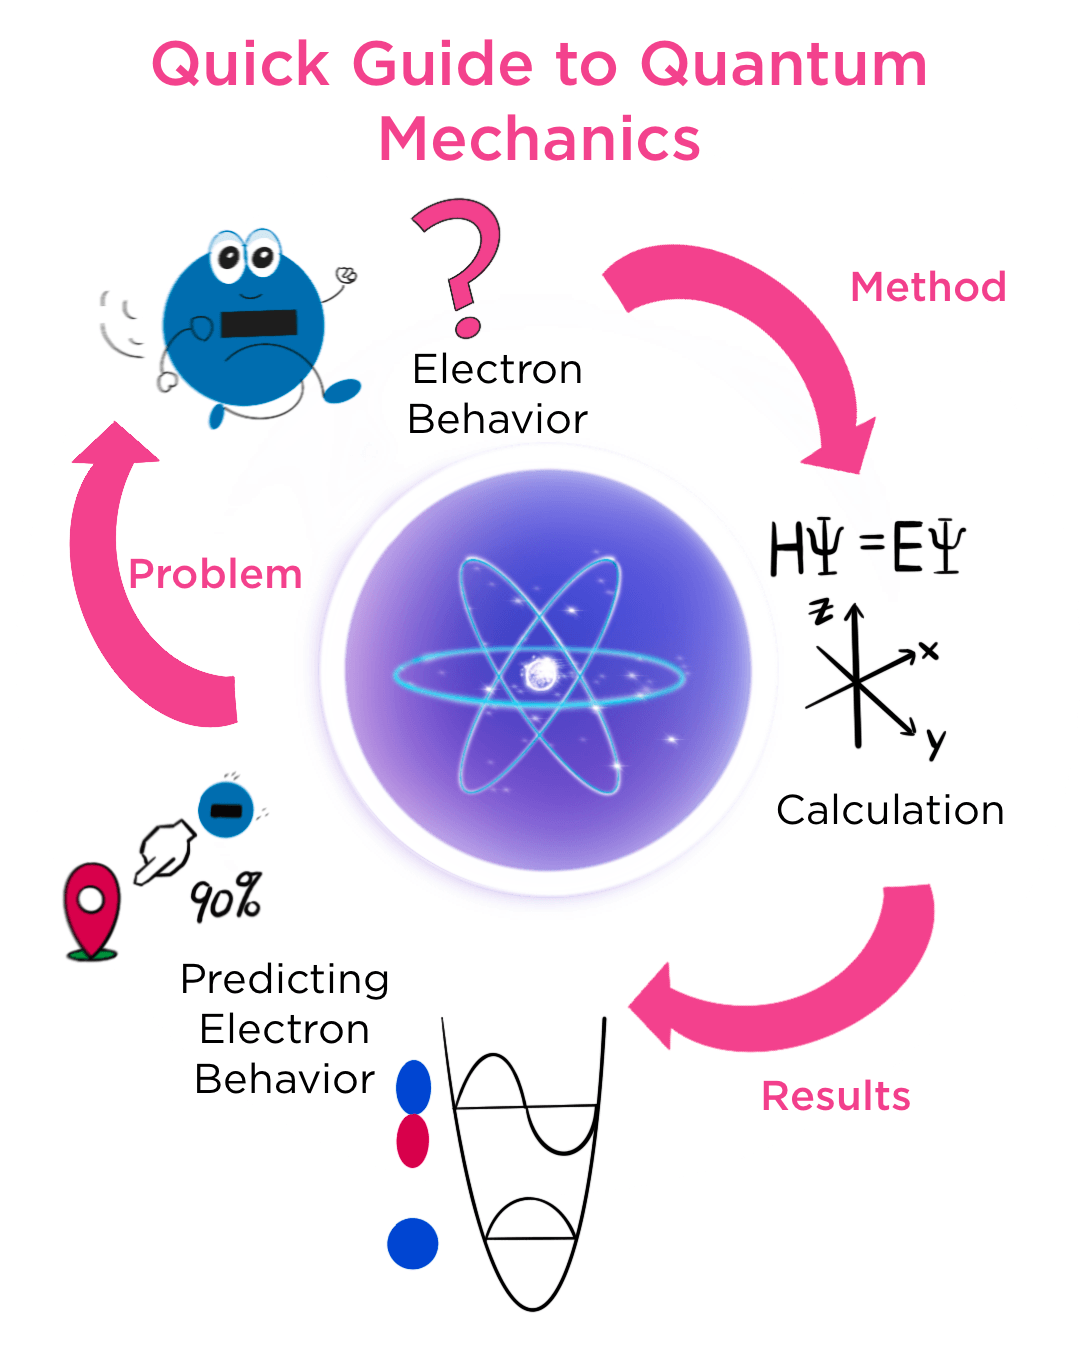 Quick Guide to Quantum
Mechanics
?
Electron
Behavior
Method
Problem
HΨ = EΨ
z
x
y
Calculation
90%
Predicting
Electron
Behavior
Results